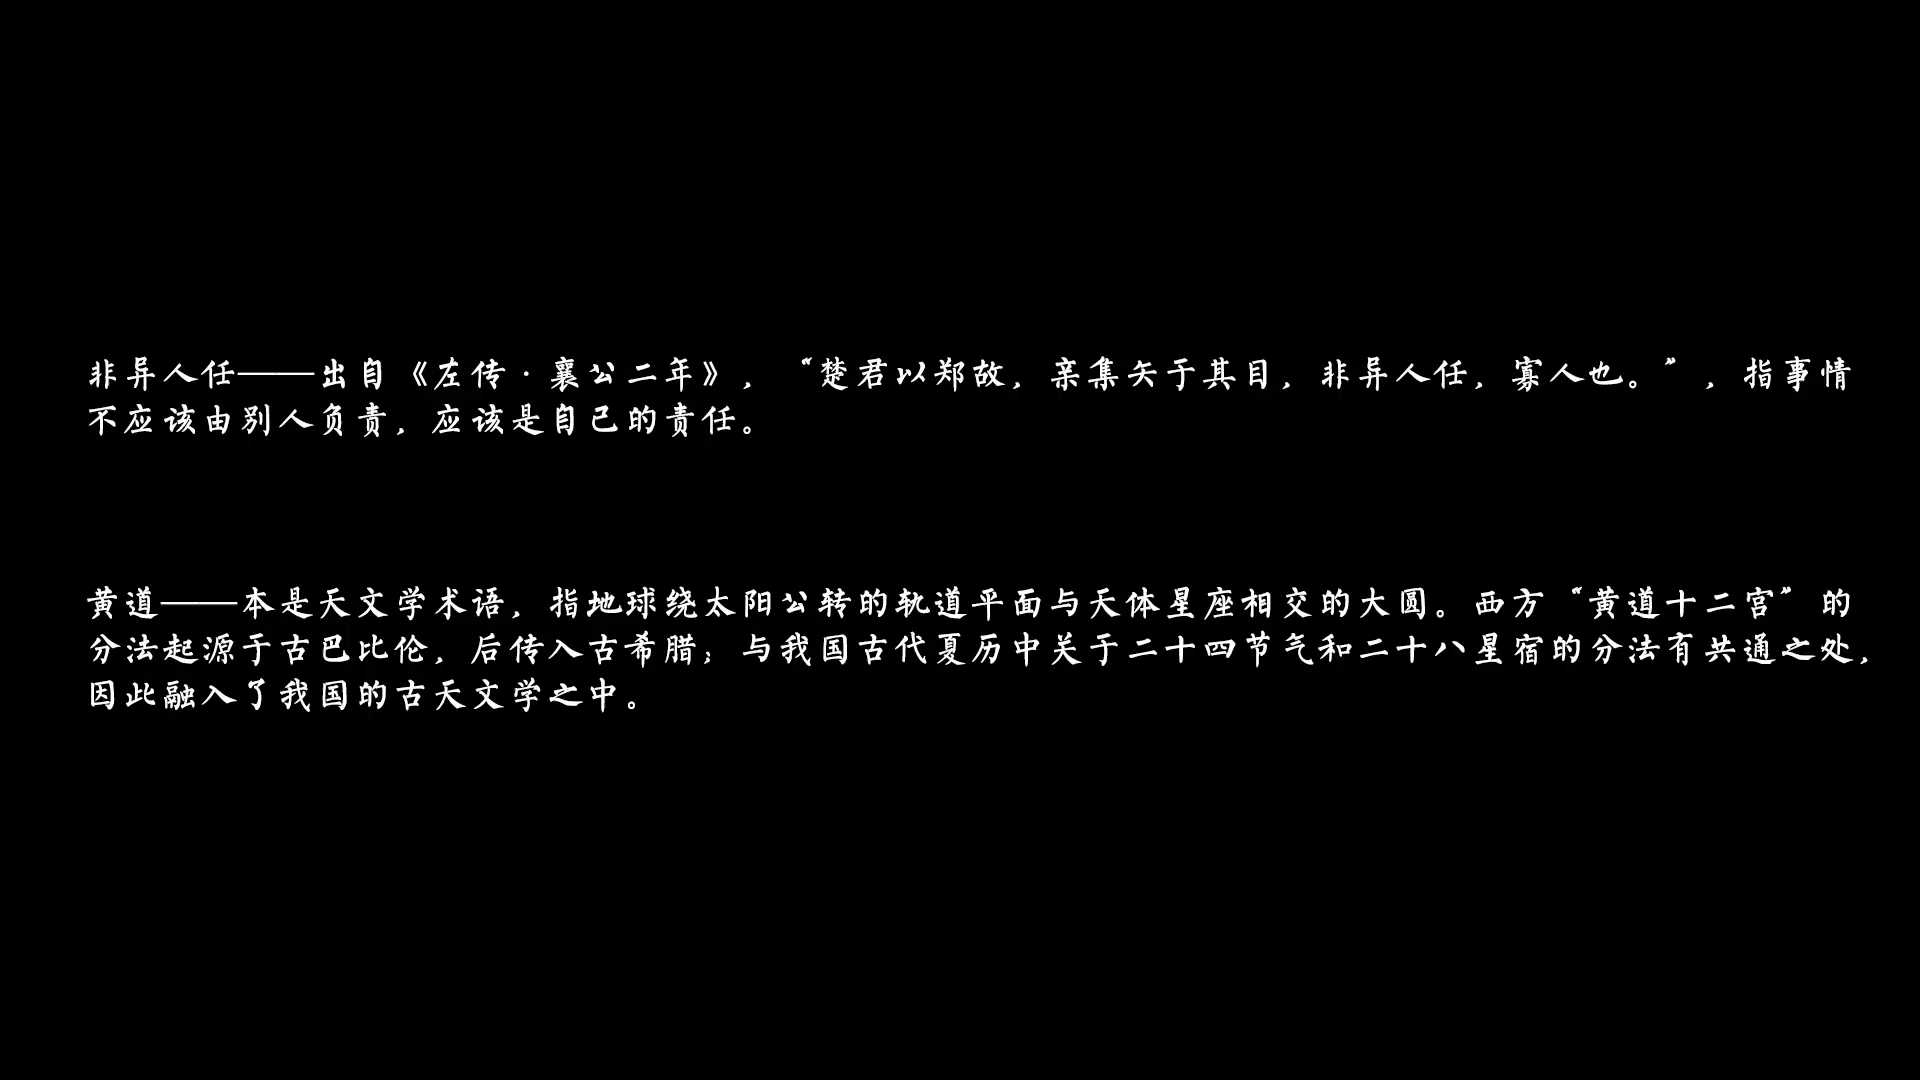 非异人任——出自《左传·襄公二年》，“楚君以郑故，亲集矢于其目，非异人任，寡人也。”，指事情
不应该由别人负责，应该是自己的责任。
黄道——本是天文学术语，指地球绕太阳公转的轨道平面与天体星座相交的大圆。西方“黄道十二宫”的
分法起源于古巴比伦，后传入古希腊；与我国古代夏历中关于二十四节气和二十八星宿的分法有共通之处，
因此融入了我国的古天文学之中。